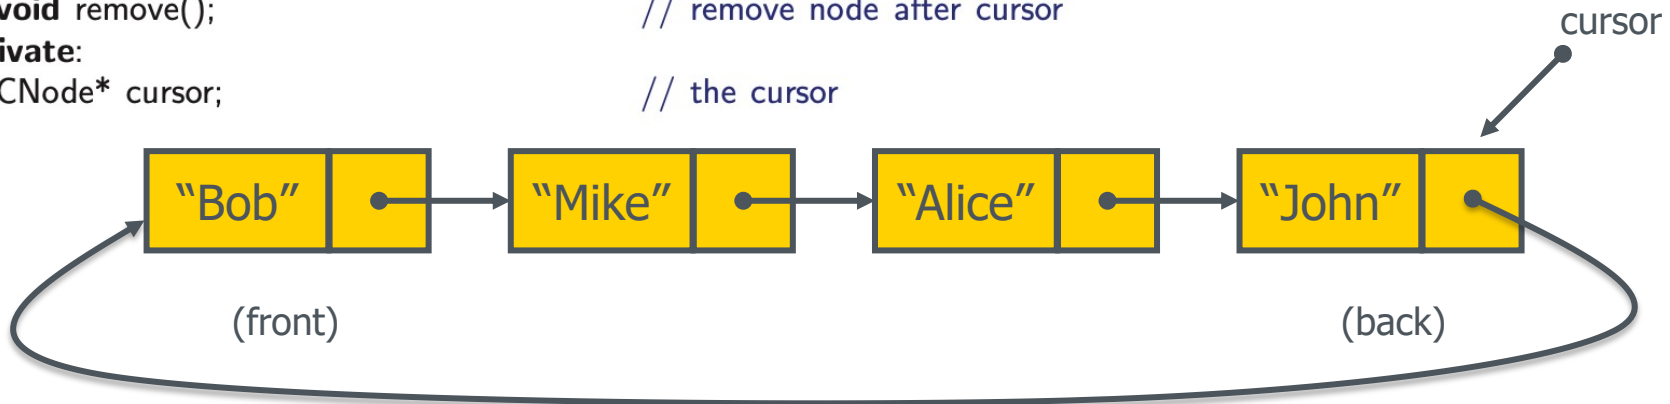 void remove(); // remove node after cursor
ivate:
CNode* cursor; // the cursor
cursor
“Bob” “Mike” “Alice” “John”
(front) (back)